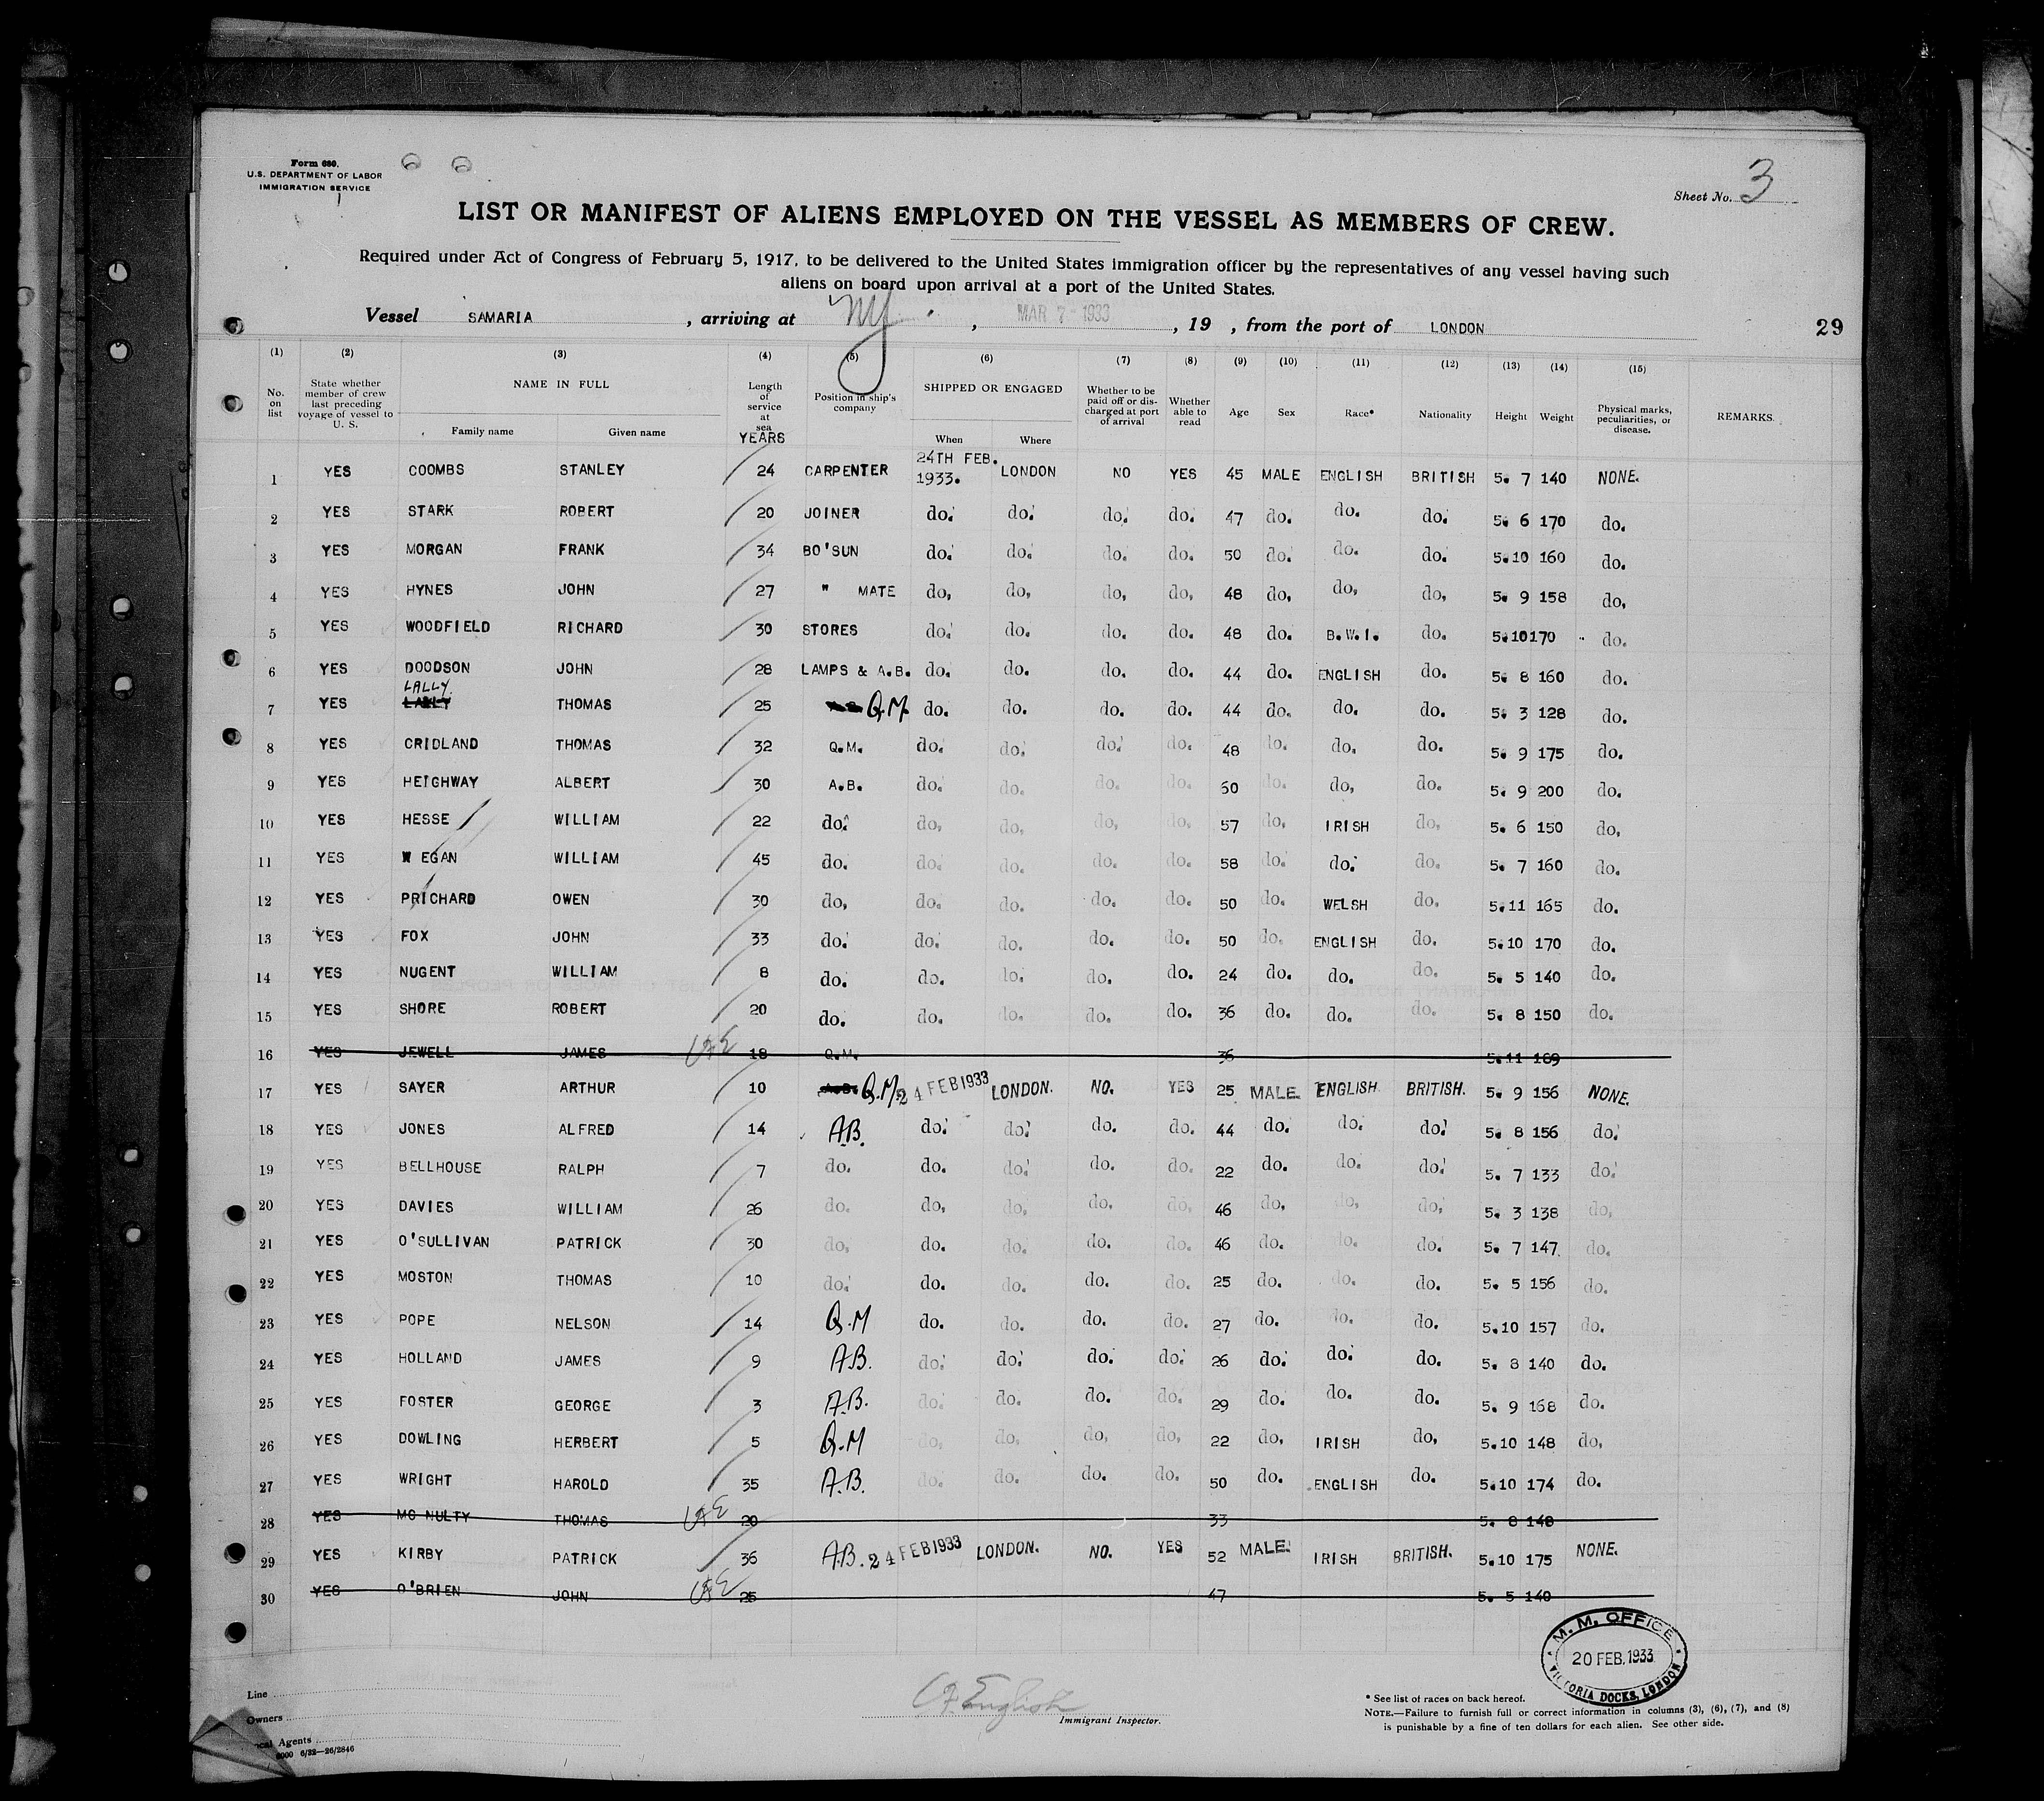 Form 680.
U.S. DEPARTMENT OF LABOR
IMMIGRATION SERVICE
Sheet No. 3
LIST OR MANIFEST OF ALIENS EMPLOYED ON THE VESSEL AS MEMBERS OF CREW.
Required under Act of Congress of February 5, 1917, to be delivered to the United States immigration officer by the representatives of any vessel having such
aliens on board upon arrival at a port of the United States.
Vessel SAMARIA, arriving at NY., MAR 7 - 1933, 19 , from the port of LONDON
29
(1) (2) (3) (4) (5) (6) (7) (8) (9) (10) (11) (12) (13) (14) (15)
No. on list State whether member of crew last preceding voyage of vessel to U. S. NAME IN FULL Family name Given name Length of service at sea YEARS Position in ship's company SHIPPED OR ENGAGED When Where Whether to be paid off or discharged at port of arrival Whether able to read Age Sex Race* Nationality Height Weight Physical marks, peculiarities, or disease. REMARKS.
1 YES COOMBS STANLEY 24 CARPENTER 24TH FEB. 1933. LONDON NO YES 45 MALE ENGLISH BRITISH 5. 7 140 NONE.
2 YES STARK ROBERT 20 JOINER do. do. do. do. 47 do. do. do. 5. 6 170 do.
3 YES MORGAN FRANK 34 BO'SUN do. do. do. do. 50 do. do. do. 5.10 160 do.
4 YES HYNES JOHN 27 " MATE do. do. do. do. 48 do. do. do. 5. 9 158 do.
5 YES WOODFIELD RICHARD 30 STORES do. do. do. do. 48 do. B.W.I. do. 5.10 170 do.
6 YES DOODSON JOHN 28 LAMPS & A.B. do. do. do. do. 44 do. ENGLISH do. 5. 8 160 do.
7 YES LALLY THOMAS 25 Q.M. do. do. do. do. 44 do. do. do. 5. 3 128 do.
8 YES CRIDLAND THOMAS 32 Q.M. do. do. do. do. 48 do. do. do. 5. 9 175 do.
9 YES HEIGHWAY ALBERT 30 A.B. do. do. do. do. 60 do. do. do. 5. 9 200 do.
10 YES HESSE WILLIAM 22 do. do. do. do. do. 57 do. IRISH do. 5. 6 150 do.
11 YES EGAN WILLIAM 45 do. do. do. do. do. 58 do. do. do. 5. 7 160 do.
12 YES PRICHARD OWEN 30 do. do. do. do. do. 50 do. WELSH do. 5.11 165 do.
13 YES FOX JOHN 33 do. do. do. do. do. 50 do. ENGLISH do. 5.10 170 do.
14 YES NUGENT WILLIAM 8 do. do. do. do. do. 24 do. do. do. 5. 5 140 do.
15 YES SHORE ROBERT 20 do. do. do. do. do. 36 do. do. do. 5. 8 150 do.
16 YES JEWELL JAMES 18 Q.M. 36 5.11 169
17 YES SAYER ARTHUR 10 Q.M. 24 FEB 1933 LONDON. NO. YES 25 MALE. ENGLISH BRITISH. 5. 9 156 NONE.
18 YES JONES ALFRED 14 A.B. do. do. do. do. 44 do. do. do. 5. 8 156 do.
19 YES BELLHOUSE RALPH 7 do. do. do. do. do. 22 do. do. do. 5. 7 133 do.
20 YES DAVIES WILLIAM 26 do. do. do. do. do. 46 do. do. do. 5. 3 138 do.
21 YES O'SULLIVAN PATRICK 30 do. do. do. do. do. 46 do. do. do. 5. 7 147 do.
22 YES MOSTON THOMAS 10 do. do. do. do. do. 25 do. do. do. 5. 5 156 do.
23 YES POPE NELSON 14 Q.M do. do. do. do. 27 do. do. do. 5.10 157 do.
24 YES HOLLAND JAMES 9 A.B. do. do. do. do. 26 do. do. do. 5. 8 140 do.
25 YES FOSTER GEORGE 3 A.B. do. do. do. do. 29 do. do. do. 5. 9 168 do.
26 YES DOWLING HERBERT 5 Q.M do. do. do. do. 22 do. IRISH do. 5.10 148 do.
27 YES WRIGHT HAROLD 35 A.B. do. do. do. do. 50 do. ENGLISH do. 5.10 174 do.
28 YES MC NULTY THOMAS 20 33 5. 8 148
29 YES KIRBY PATRICK 36 A.B. 24 FEB 1933 LONDON. NO. YES 52 MALE. IRISH BRITISH. 5.10 175 NONE.
30 YES O'BRIEN JOHN 25 47 5. 5 140
M. M. OFFICE
20 FEB. 1933
VICTORIA DOCKS, LONDON
Line
Owners
Local Agents
6000 6/32—26/2846
English
Immigrant Inspector.
* See list of races on back hereof.
NOTE.—Failure to furnish full or correct information in columns (3), (6), (7), and (8)
is punishable by a fine of ten dollars for each alien. See other side.